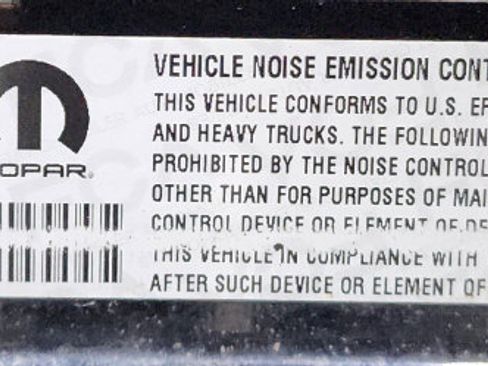 VEHICLE NOISE EMISSION CONT
THIS VEHICLE CONFORMS TO U.S. EP
AND HEAVY TRUCKS. THE FOLLOWING
PROHIBITED BY THE NOISE CONTROL
OTHER THAN FOR PURPOSES OF MAI
CONTROL DEVICE OR ELEMENT OF DE
THIS VEHICLE IN COMPLIANCE WITH
AFTER SUCH DEVICE OR ELEMENT OF
OPAR®